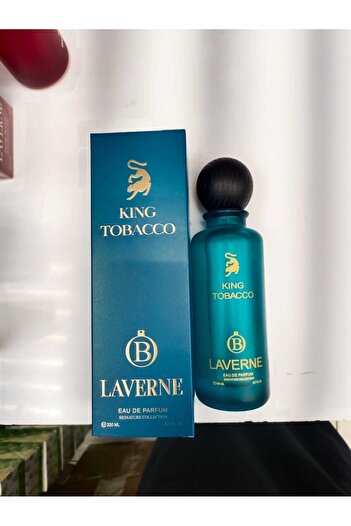 KING
TOBACCO
B
LAVERNE
EAU DE PARFUM
SIGNATURE COLLECTION
℮200 ML
KING
TOBACCO
B
LAVERNE
EAU DE PARFUM
SIGNATURE COLLECTION